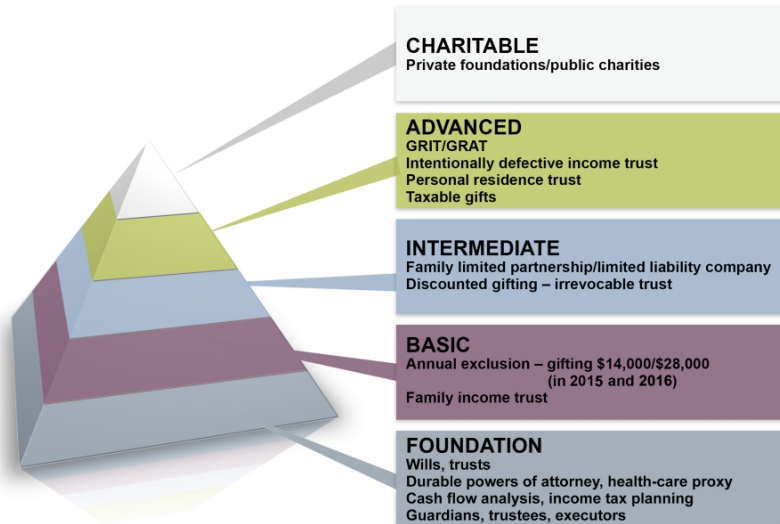 CHARITABLE
Private foundations/public charities
ADVANCED
GRIT/GRAT
Intentionally defective income trust
Personal residence trust
Taxable gifts
INTERMEDIATE
Family limited partnership/limited liability company
Discounted gifting – irrevocable trust
BASIC
Annual exclusion – gifting $14,000/$28,000
(in 2015 and 2016)
Family income trust
FOUNDATION
Wills, trusts
Durable powers of attorney, health-care proxy
Cash flow analysis, income tax planning
Guardians, trustees, executors